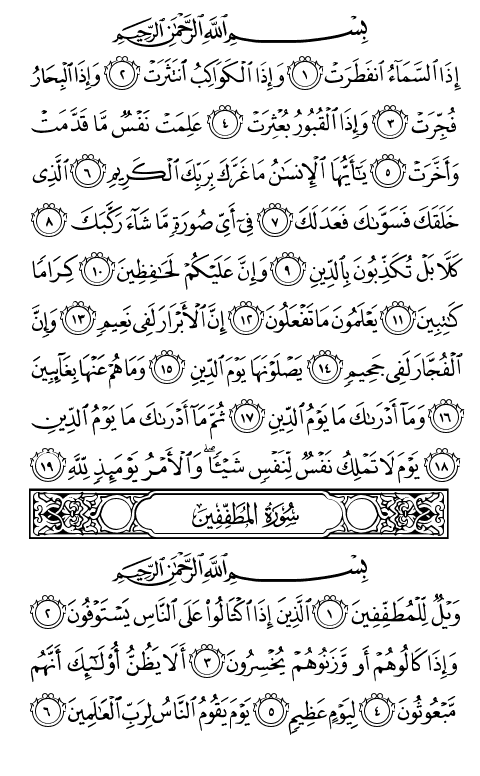 بِسْمِ ٱللَّهِ ٱلرَّحْمَٰنِ ٱلرَّحِيمِ
إِذَا ٱلسَّمَآءُ ٱنفَطَرَتْ ١ وَإِذَا ٱلْكَوَاكِبُ ٱنتَثَرَتْ ٢ وَإِذَا ٱلْبِحَارُ
فُجِّرَتْ ٣ وَإِذَا ٱلْقُبُورُ بُعْثِرَتْ ٤ عَلِمَتْ نَفْسٌ مَّا قَدَّمَتْ
وَأَخَّرَتْ ٥ يَٰٓأَيُّهَا ٱلْإِنسَٰنُ مَا غَرَّكَ بِرَبِّكَ ٱلْكَرِيمِ ٦ ٱلَّذِى
خَلَقَكَ فَسَوَّىٰكَ فَعَدَلَكَ ٧ فِىٓ أَىِّ صُورَةٍ مَّا شَآءَ رَكَّبَكَ ٨
كَلَّا بَلْ تُكَذِّبُونَ بِٱلدِّينِ ٩ وَإِنَّ عَلَيْكُمْ لَحَٰفِظِينَ ١٠ كِرَامًا
كَٰتِبِينَ ١١ يَعْلَمُونَ مَا تَفْعَلُونَ ١٢ إِنَّ ٱلْأَبْرَارَ لَفِى نَعِيمٍ ١٣ وَإِنَّ
ٱلْفُجَّارَ لَفِى جَحِيمٍ ١٤ يَصْلَوْنَهَا يَوْمَ ٱلدِّينِ ١٥ وَمَا هُمْ عَنْهَا بِغَآئِبِينَ
١٦ وَمَآ أَدْرَىٰكَ مَا يَوْمُ ٱلدِّينِ ١٧ ثُمَّ مَآ أَدْرَىٰكَ مَا يَوْمُ ٱلدِّينِ
١٨ يَوْمَ لَا تَمْلِكُ نَفْسٌ لِّنَفْسٍ شَيْـًٔا ۖ وَٱلْأَمْرُ يَوْمَئِذٍ لِّلَّهِ ١٩
سُورَةُ المُطَفِّفِينَ
بِسْمِ ٱللَّهِ ٱلرَّحْمَٰنِ ٱلرَّحِيمِ
وَيْلٌ لِّلْمُطَفِّفِينَ ١ ٱلَّذِينَ إِذَا ٱكْتَالُوا۟ عَلَى ٱلنَّاسِ يَسْتَوْفُونَ ٢
وَإِذَا كَالُوهُمْ أَو وَّزَنُوهُمْ يُخْسِرُونَ ٣ أَلَا يَظُنُّ أُو۟لَٰٓئِكَ أَنَّهُم
مَّبْعُوثُونَ ٤ لِيَوْمٍ عَظِيمٍ ٥ يَوْمَ يَقُومُ ٱلنَّاسُ لِرَبِّ ٱلْعَٰلَمِينَ ٦